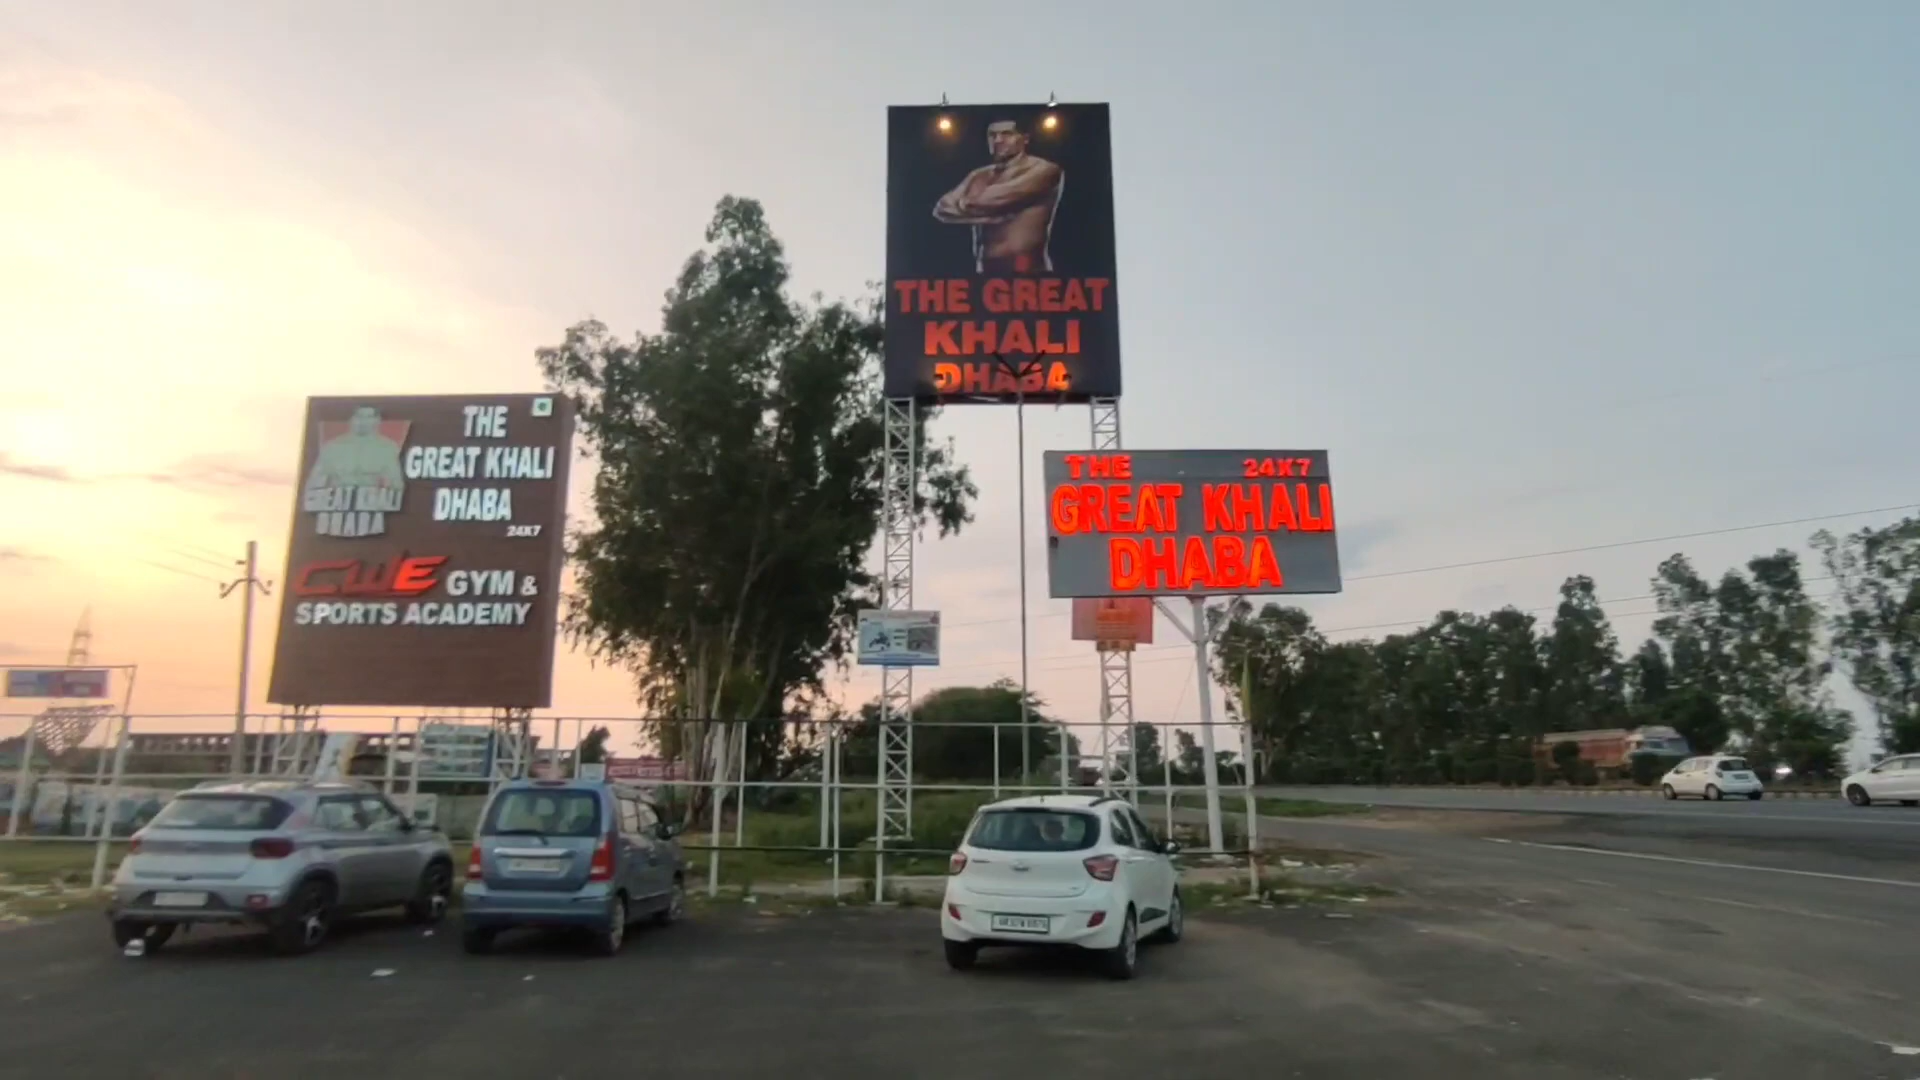 THE GREAT
KHALI
DHABA
THE
GREAT KHALI
DHABA
24X7
GREAT KHALI
DHABA
CWE GYM &
SPORTS ACADEMY
THE 24X7
GREAT KHALI
DHABA